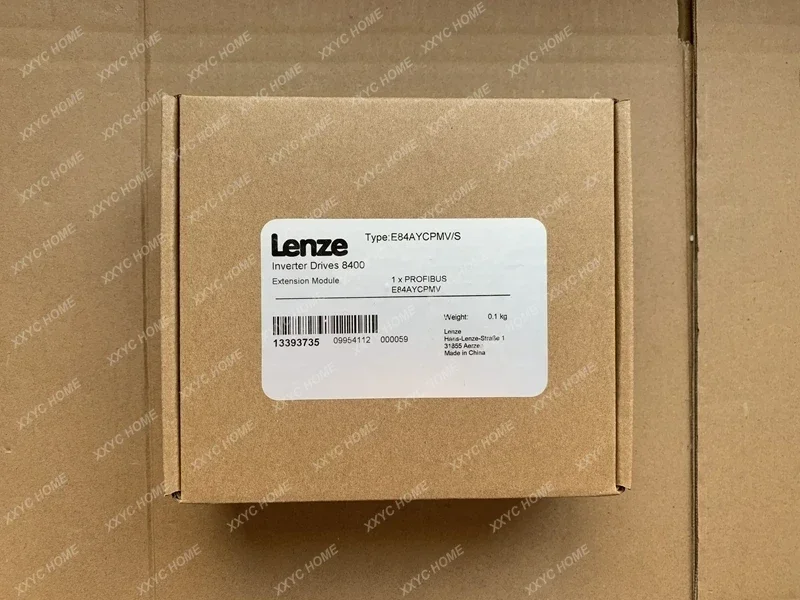 Lenze
Type:E84AYCPMV/S
Inverter Drives 8400
Extension Module
1 x PROFIBUS
E84AYCPMV
Weight: 0.1 kg
13393735 09954112 000059
Lenze
Hans-Lenze-Straße 1
31855 Aerzen
Made in China
XXYC HOME